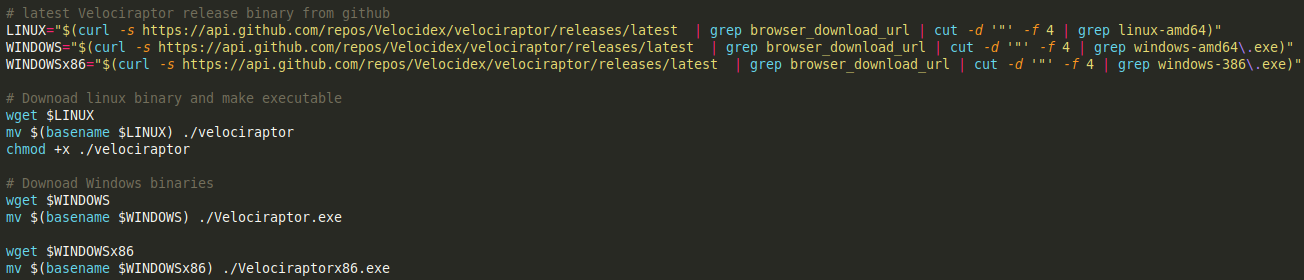 # latest Velociraptor release binary from github
LINUX="$(curl -s https://api.github.com/repos/Velocidex/velociraptor/releases/latest  | grep browser_download_url | cut -d '"' -f 4 | grep linux-amd64)"
WINDOWS="$(curl -s https://api.github.com/repos/Velocidex/velociraptor/releases/latest  | grep browser_download_url | cut -d '"' -f 4 | grep windows-amd64\.exe)"
WINDOWSx86="$(curl -s https://api.github.com/repos/Velocidex/velociraptor/releases/latest  | grep browser_download_url | cut -d '"' -f 4 | grep windows-386\.exe)"
# Downoad linux binary and make executable
wget $LINUX
mv $(basename $LINUX) ./velociraptor
chmod +x ./velociraptor
# Downoad Windows binaries
wget $WINDOWS
mv $(basename $WINDOWS) ./Velociraptor.exe
wget $WINDOWSx86
mv $(basename $WINDOWSx86) ./Velociraptorx86.exe